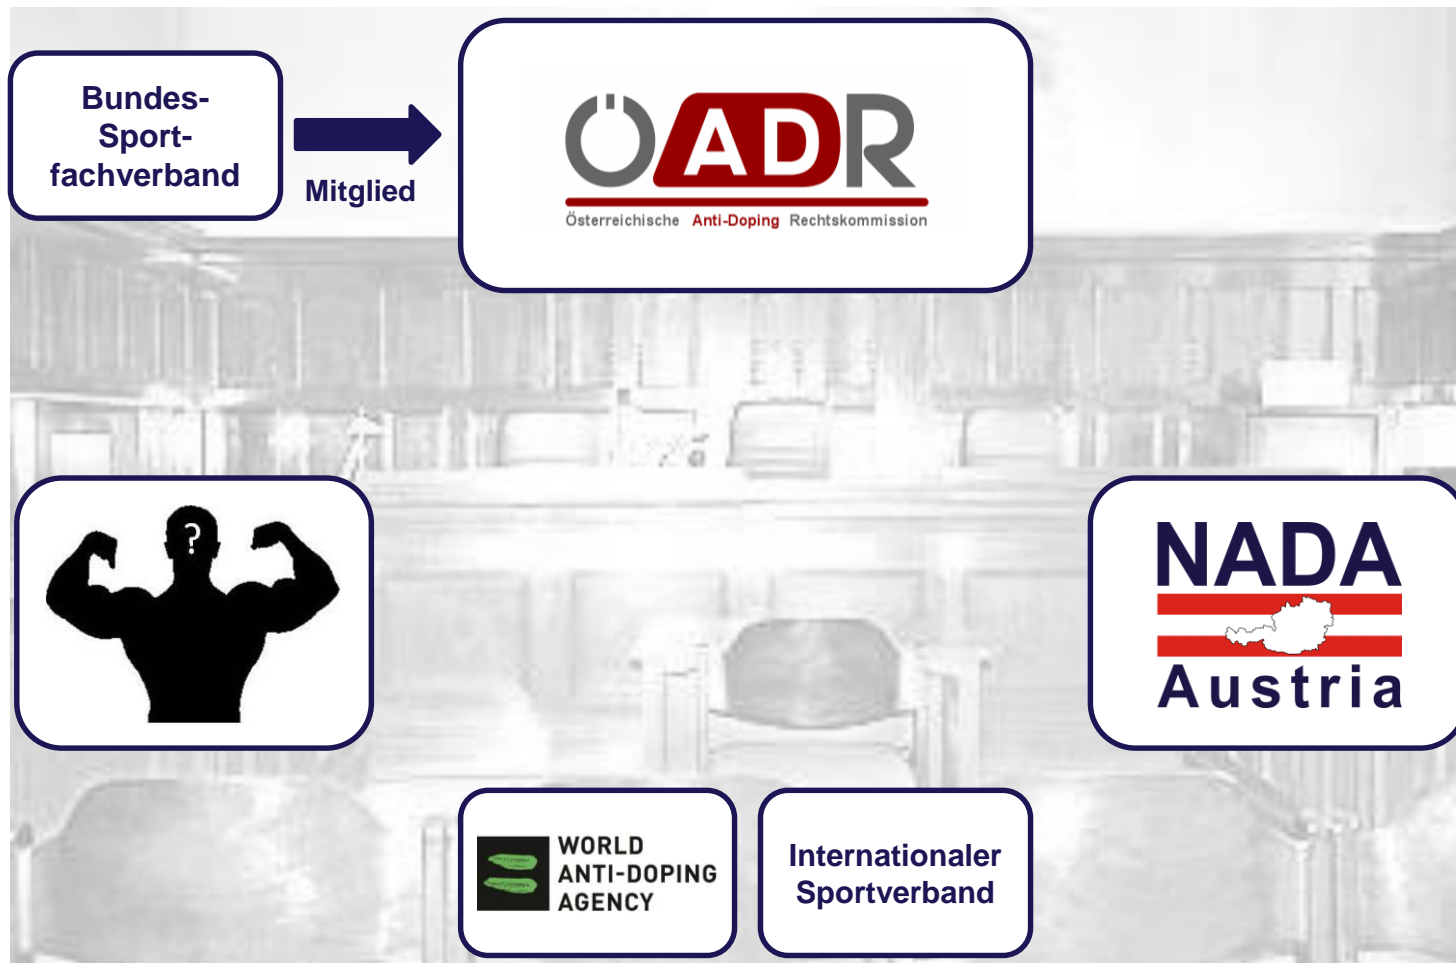 Bundes-
Sport-
fachverband
Mitglied
ÖADR
Österreichische Anti-Doping Rechtskommission
?
NADA
Austria
WORLD
ANTI-DOPING
AGENCY
Internationaler
Sportverband